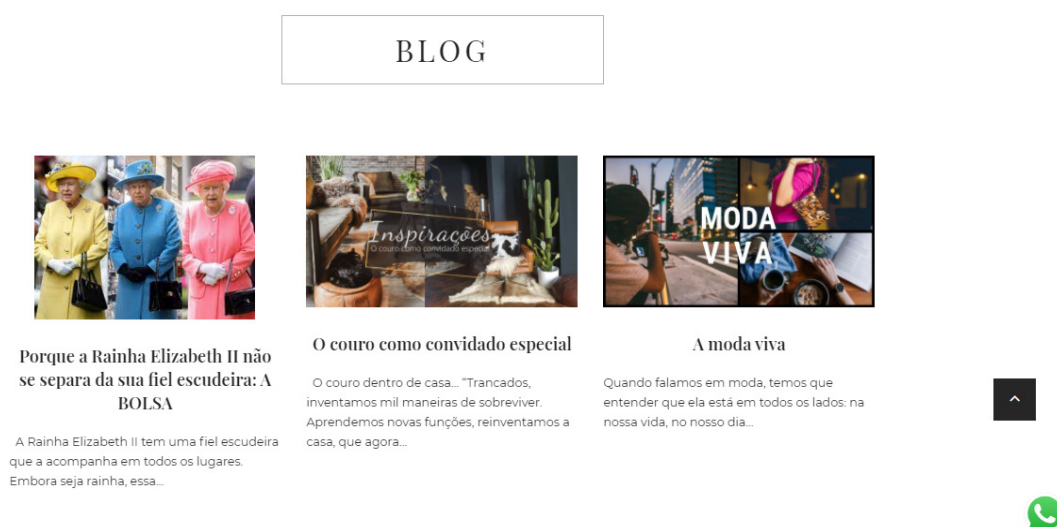 BLOG
Inspirações
O couro como convidado especial
MODA
VIVA
Porque a Rainha Elizabeth II não
se separa da sua fiel escudeira: A
BOLSA
A Rainha Elizabeth II tem uma fiel escudeira
que a acompanha em todos os lugares.
Embora seja rainha, essa...
O couro como convidado especial
O couro dentro de casa... “Trancados,
inventamos mil maneiras de sobreviver.
Aprendemos novas funções, reinventamos a
casa, que agora...
A moda viva
Quando falamos em moda, temos que
entender que ela está em todos os lados: na
nossa vida, no nosso dia...